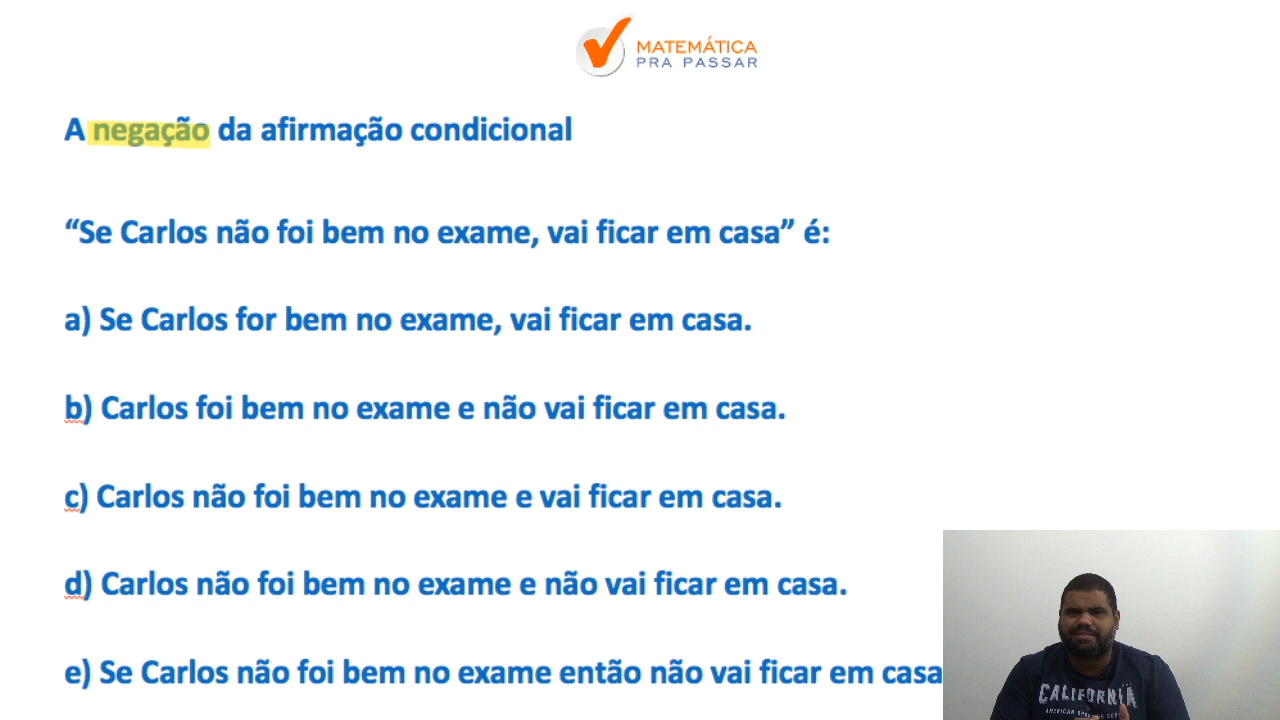 MATEMÁTICA
PRA PASSAR
A negação da afirmação condicional
“Se Carlos não foi bem no exame, vai ficar em casa” é:
a) Se Carlos for bem no exame, vai ficar em casa.
b) Carlos foi bem no exame e não vai ficar em casa.
c) Carlos não foi bem no exame e vai ficar em casa.
d) Carlos não foi bem no exame e não vai ficar em casa.
e) Se Carlos não foi bem no exame então não vai ficar em casa
CALIFORNIA
AMERICAN